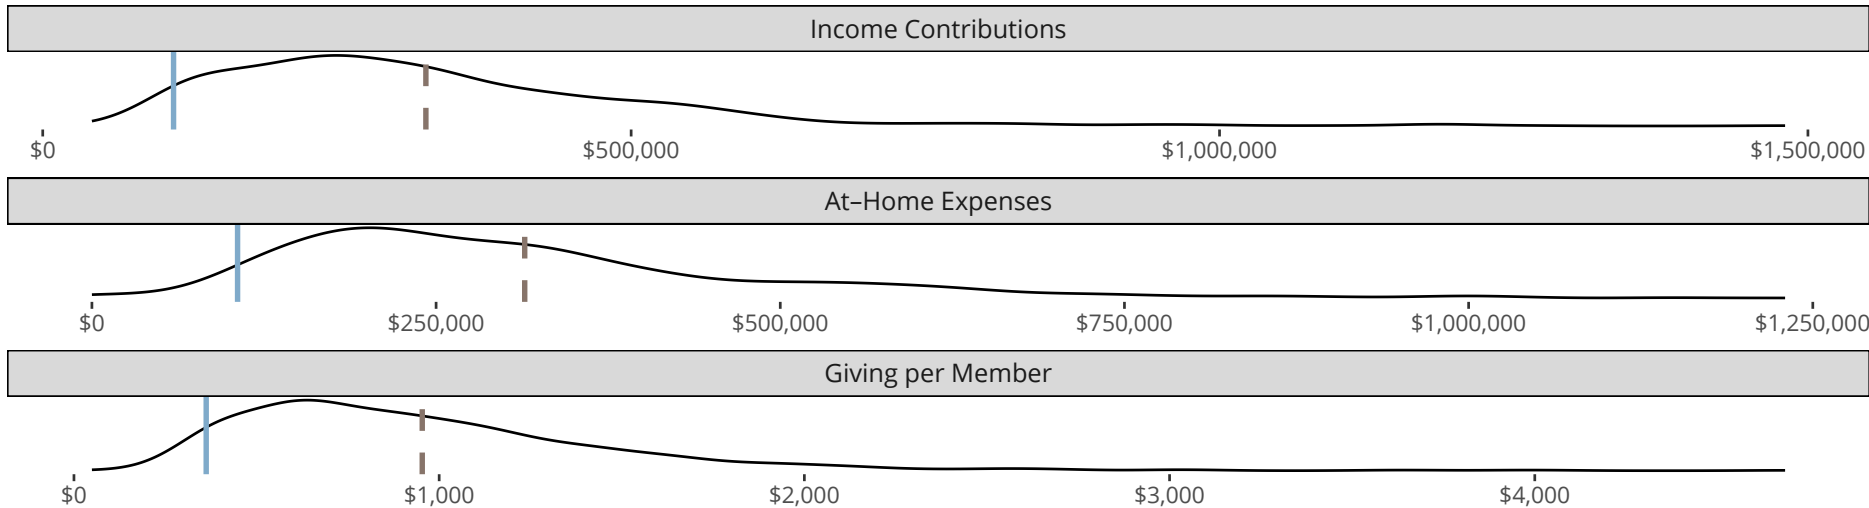 Income Contributions
$0 $500,000 $1,000,000 $1,500,000
At–Home Expenses
$0 $250,000 $500,000 $750,000 $1,000,000 $1,250,000
Giving per Member
$0 $1,000 $2,000 $3,000 $4,000